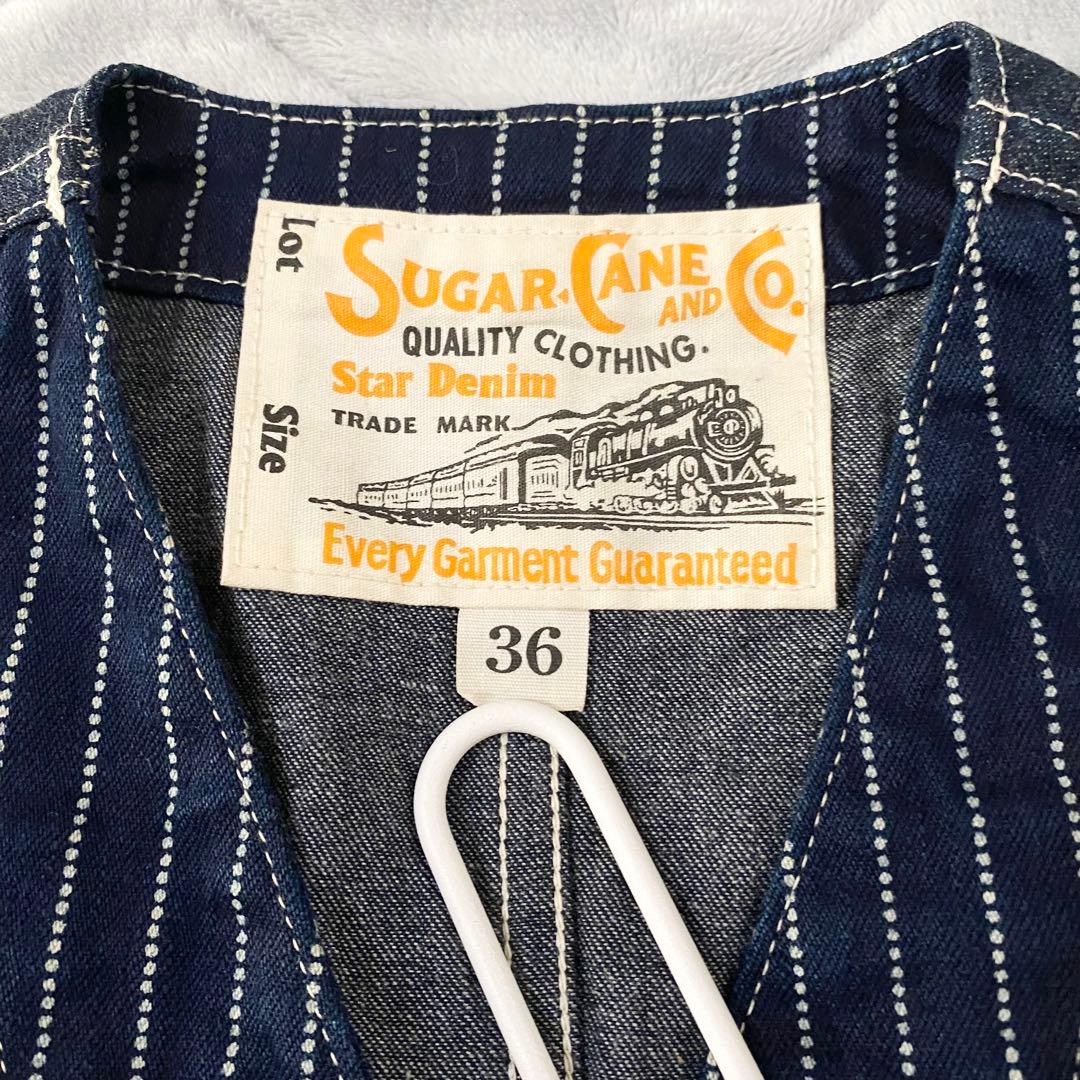 Lot
SUGAR CANE AND CO.
QUALITY CLOTHING.
Star Denim
TRADE MARK
Size
Every Garment Guaranteed
36